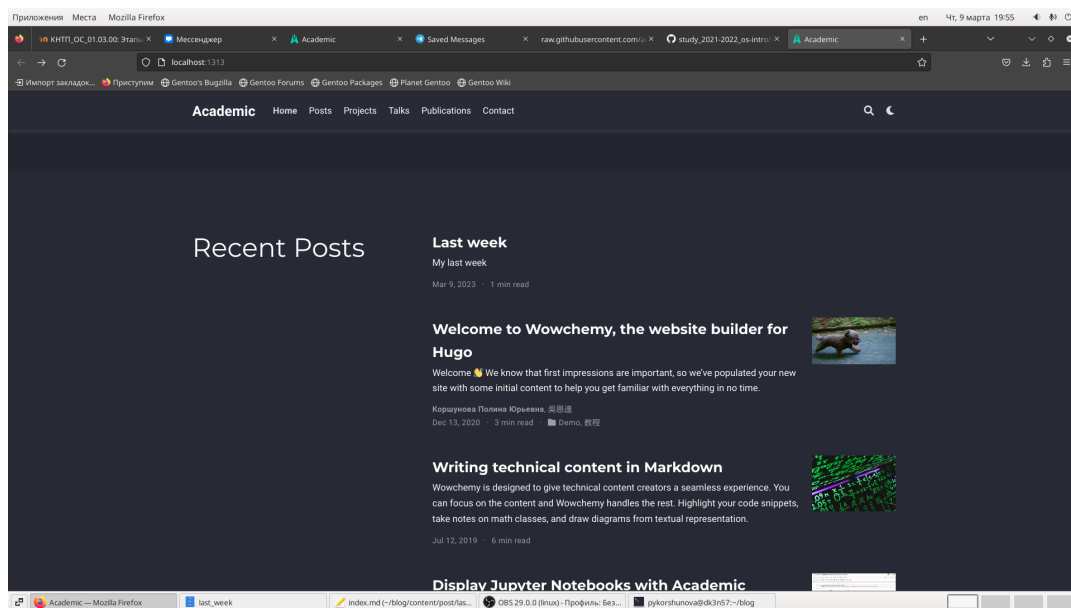 Приложения Места Mozilla Firefox en Чт, 9 марта 19:55
КНТП_ОС_01.03.00: Этапы Мессенджер Academic Saved Messages raw.githubusercontent.com/a study_2021-2022_os-intro Academic
localhost:1313
Импорт закладок... Приступим Gentoo's Bugzilla Gentoo Forums Gentoo Packages Planet Gentoo Gentoo Wiki
Academic Home Posts Projects Talks Publications Contact
Recent Posts
Last week
My last week
Mar 9, 2023 · 1 min read
Welcome to Wowchemy, the website builder for
Hugo
Welcome 👋 We know that first impressions are important, so we've populated your new
site with some initial content to help you get familiar with everything in no time.
Коршунова Полина Юрьевна, 吳恩達
Dec 13, 2020 · 3 min read · Demo, 教程
Writing technical content in Markdown
Wowchemy is designed to give technical content creators a seamless experience. You
can focus on the content and Wowchemy handles the rest. Highlight your code snippets,
take notes on math classes, and draw diagrams from textual representation.
Jul 12, 2019 · 6 min read
Display Jupyter Notebooks with Academic
Academic — Mozilla Firefox last_week index.md (~/blog/content/post/las... OBS 29.0.0 (linux) - Профиль: Без... pykorshunova@dk3n57:~/blog